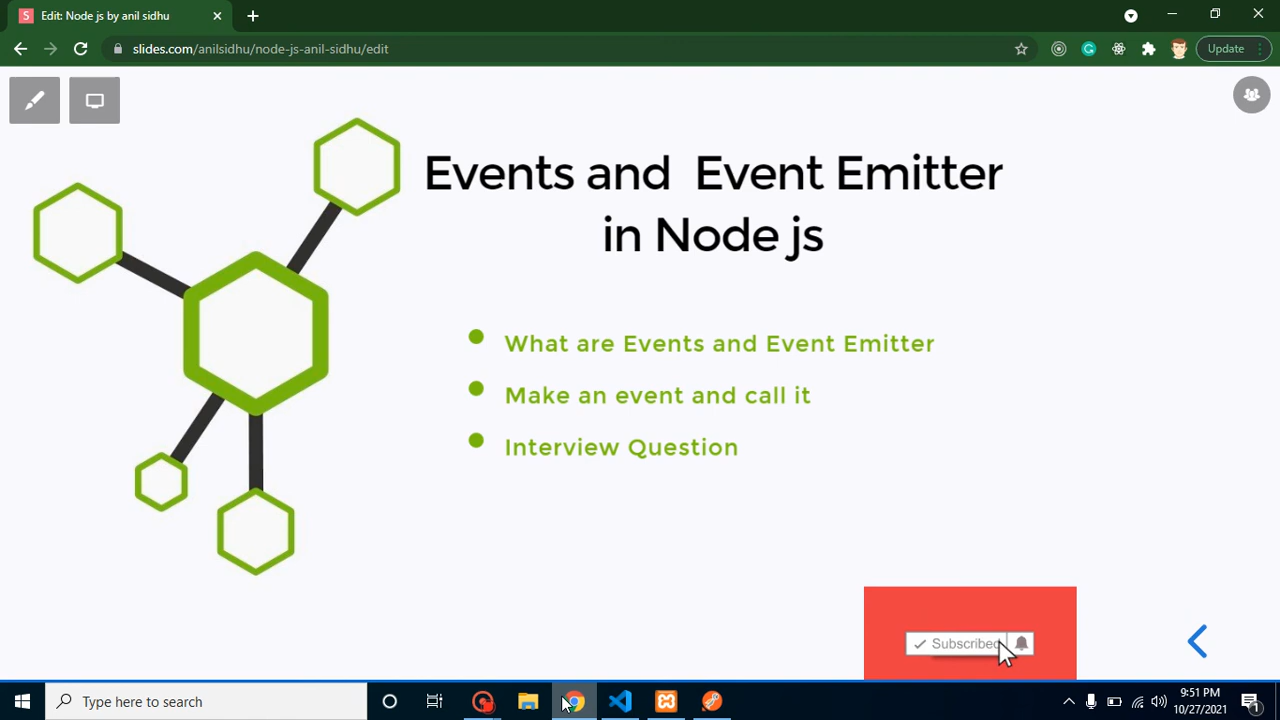 Edit: Node js by anil sidhu
slides.com/anilsidhu/node-js-anil-sidhu/edit
Update
Events and Event Emitter
in Node js
What are Events and Event Emitter
Make an event and call it
Interview Question
Subscribed
Type here to search
9:51 PM
10/27/2021
1